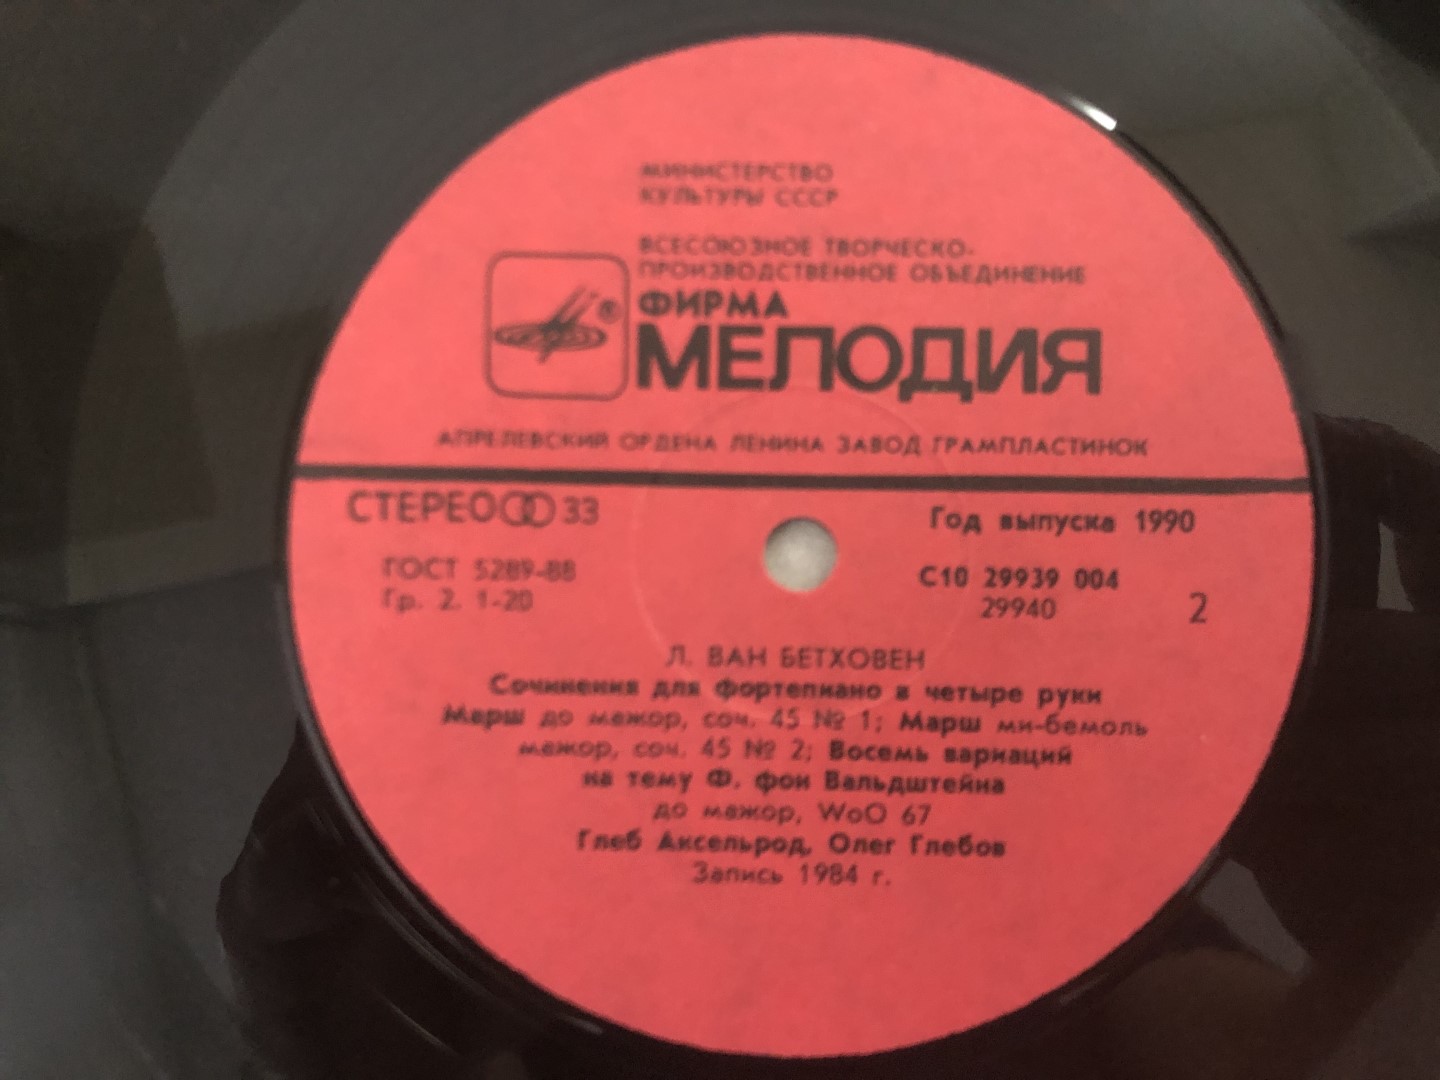 МИНИСТЕРСТВО
КУЛЬТУРЫ СССР
ВСЕСОЮЗНОЕ ТВОРЧЕСКО-
ПРОИЗВОДСТВЕННОЕ ОБЪЕДИНЕНИЕ
®
ФИРМА
МЕЛОДИЯ
АПРЕЛЕВСКИЙ ОРДЕНА ЛЕНИНА ЗАВОД ГРАМПЛАСТИНОК
СТЕРЕО 33
Год выпуска 1990
ГОСТ 5289-88
Гр. 2. 1-20
С10 29939 004
29940
2
Л. ВАН БЕТХОВЕН
Сочинения для фортепиано в четыре руки
Марш до мажор, соч. 45 № 1; Марш ми-бемоль
мажор, соч. 45 № 2; Восемь вариаций
на тему Ф. фон Вальдштейна
до мажор, WoO 67
Глеб Аксельрод, Олег Глебов
Запись 1984 г.